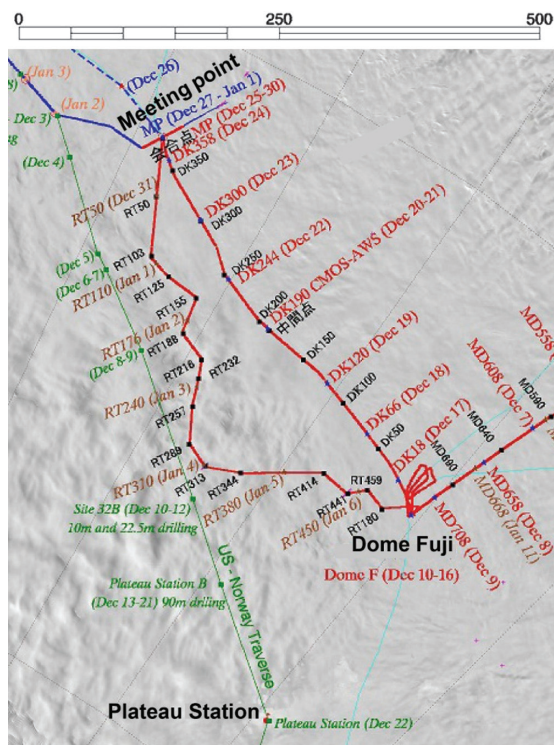 0 250 500
(Jan 3)
(Dec 26)
(Jan 2)
Meeting point
MP (Dec 27 - Jan 1)
MP (Dec 25-30)
会合点
DK358 (Dec 24)
Dec 3)
(Dec 4)
DK350
RT50 (Dec 31)
RT50
DK300 (Dec 23)
DK300
(Dec 5)
(Dec 6-7)
RT103
RT110 (Jan 1)
RT125
DK250
DK244 (Dec 22)
RT155
DK200
DK190 CMOS-AWS (Dec 20-21)
中間点
RT176 (Jan 2)
RT188
(Dec 8-9)
DK150
RT216
RT232
DK120 (Dec 19)
MD558
RT240 (Jan 3)
RT257
DK100
MD608 (Dec 7)
MD590
DK66 (Dec 18)
DK50
MD640
RT289
RT310 (Jan 4)
RT313
RT344
RT380 (Jan 5)
RT414
RT441
RT459
DK18 (Dec 17)
MD690
MD658 (Dec 8)
MD668 (Jan 11)
RT450 (Jan 6)
RT180
MD708 (Dec 9)
Site 32B (Dec 10-12)
10m and 22.5m drilling
Dome Fuji
Dome F (Dec 10-16)
Plateau Station B
(Dec 13-21) 90m driling
US - Norway Traverse
Plateau Station
Plateau Station (Dec 22)